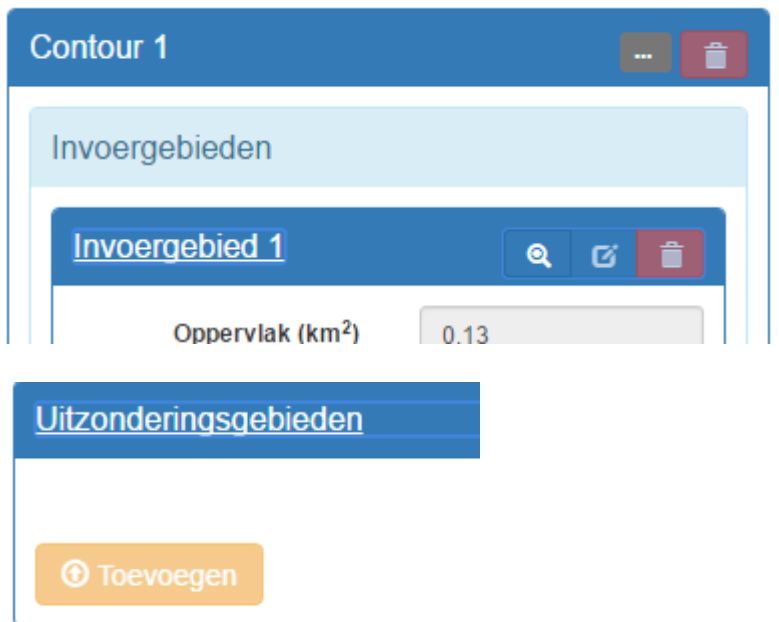 Contour 1
...
Invoergebieden
Invoergebied 1
Oppervlak (km²)
0.13
Uitzonderingsgebieden
Toevoegen